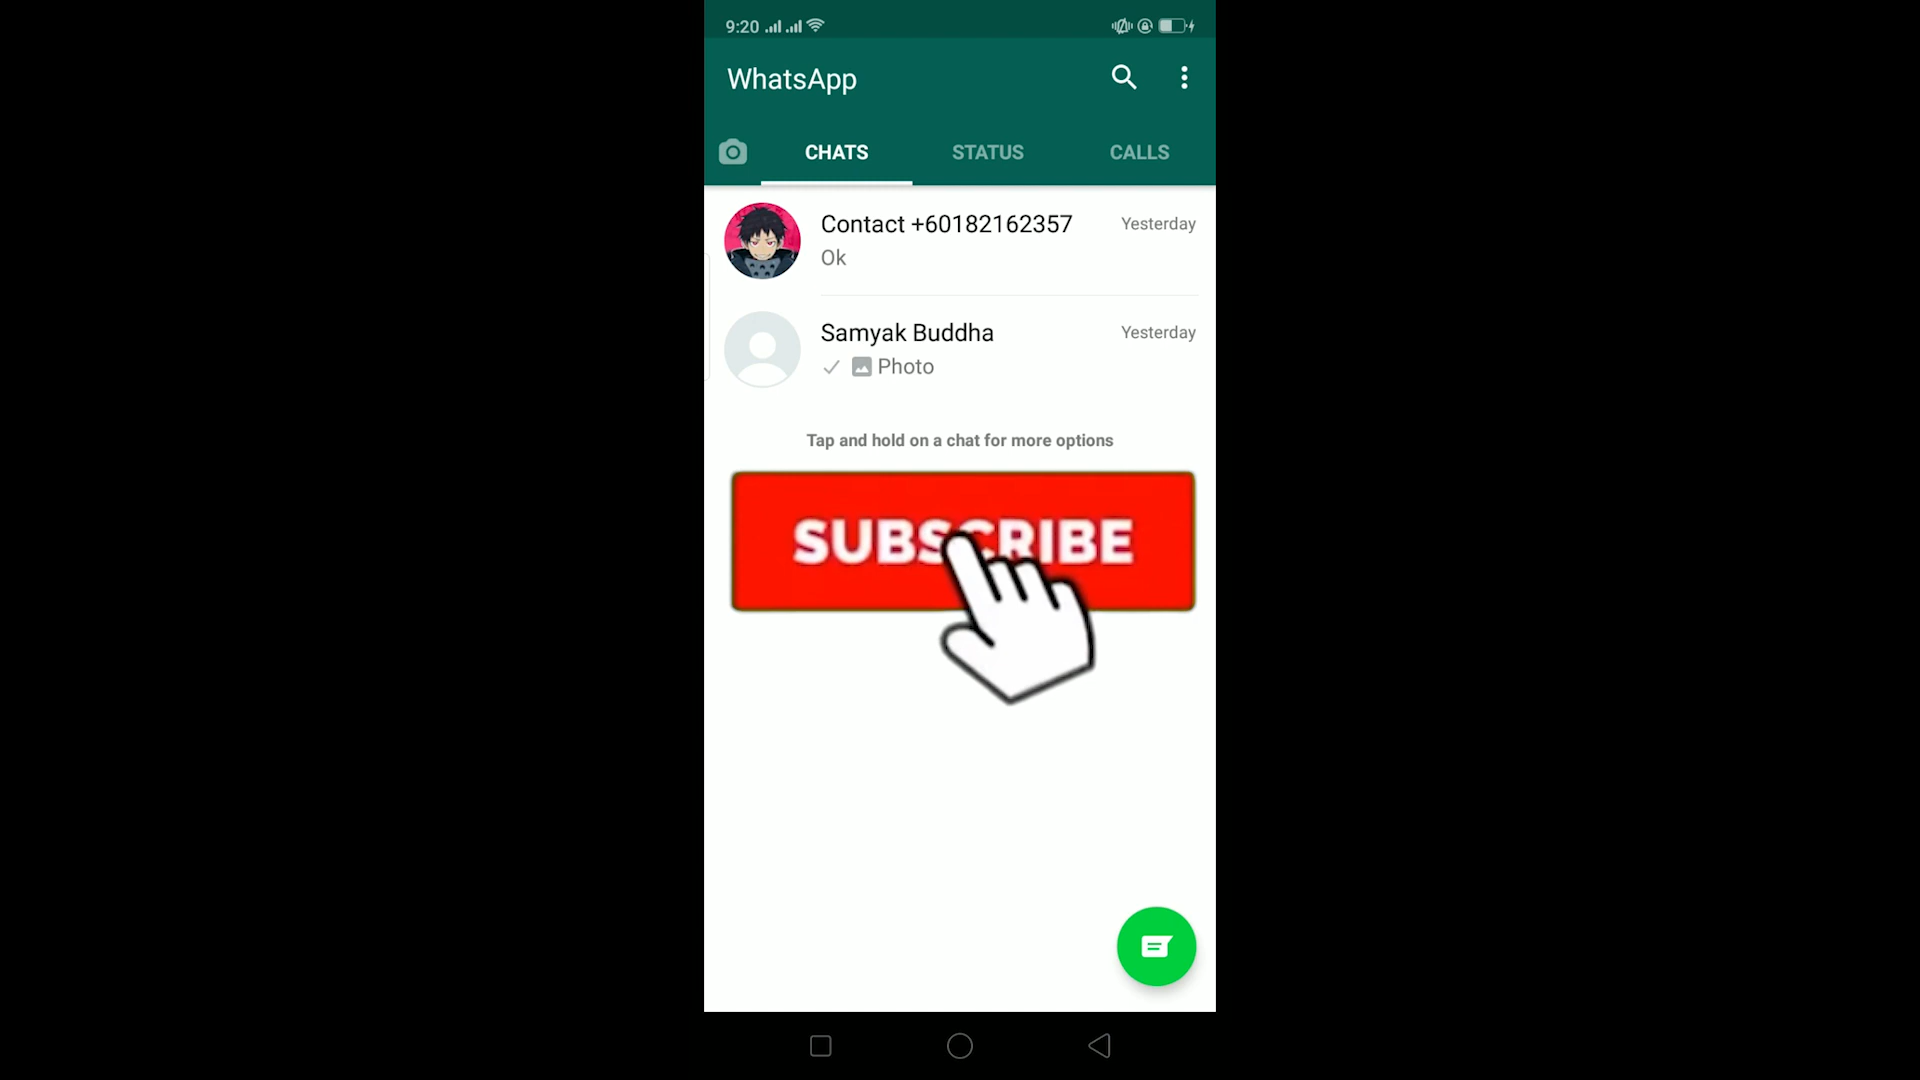 9:20
WhatsApp
CHATS STATUS CALLS
Contact +60182162357 Yesterday
Ok
Samyak Buddha Yesterday
Photo
Tap and hold on a chat for more options
SUBSCRIBE